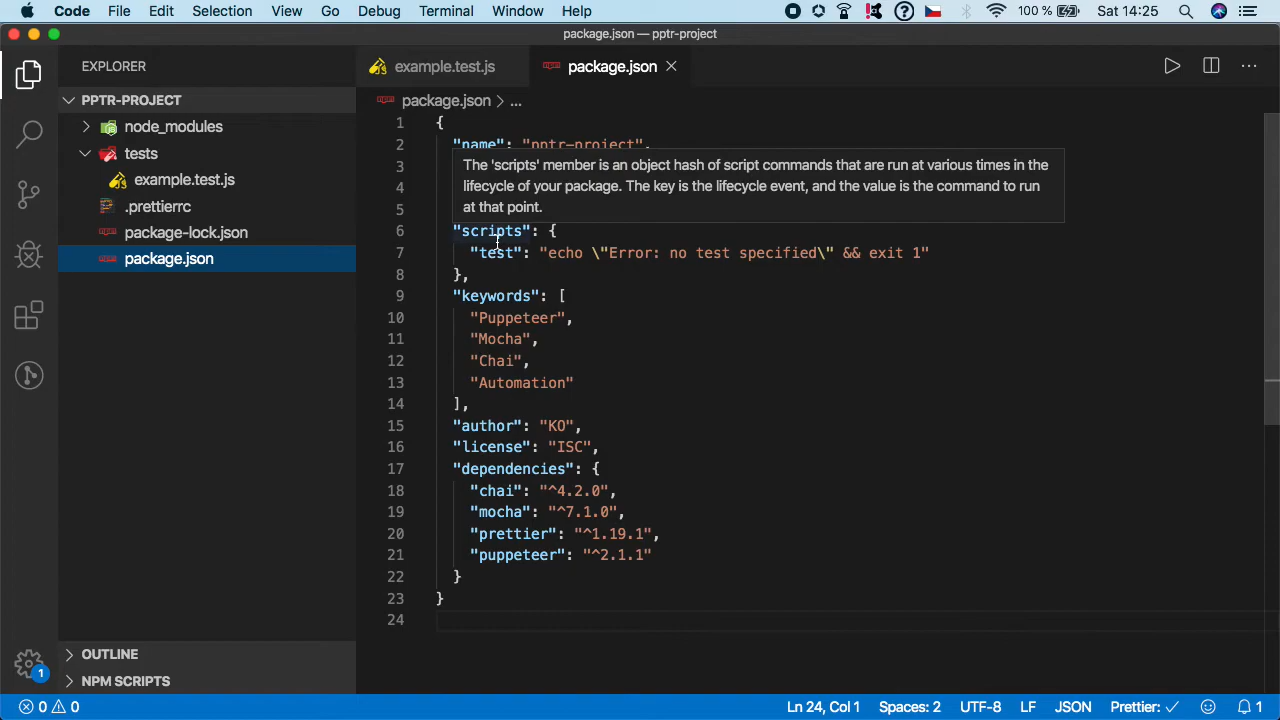 Code File Edit Selection View Go Debug Terminal Window Help 100 % Sat 14:25
package.json — pptr-project
EXPLORER
PPTR-PROJECT
node_modules
tests
example.test.js
.prettierrc
package-lock.json
package.json
OUTLINE
NPM SCRIPTS
1
example.test.js package.json
package.json > ...
1 {
2 "name": "pptr-project",
The 'scripts' member is an object hash of script commands that are run at various times in the
lifecycle of your package. The key is the lifecycle event, and the value is the command to run
at that point.
3
4
5
6 "scripts": {
7 "test": "echo \"Error: no test specified\" && exit 1"
8 },
9 "keywords": [
10 "Puppeteer",
11 "Mocha",
12 "Chai",
13 "Automation"
14 ],
15 "author": "KO",
16 "license": "ISC",
17 "dependencies": {
18 "chai": "^4.2.0",
19 "mocha": "^7.1.0",
20 "prettier": "^1.19.1",
21 "puppeteer": "^2.1.1"
22 }
23 }
24
0 0 Ln 24, Col 1 Spaces: 2 UTF-8 LF JSON Prettier: ✓ 1